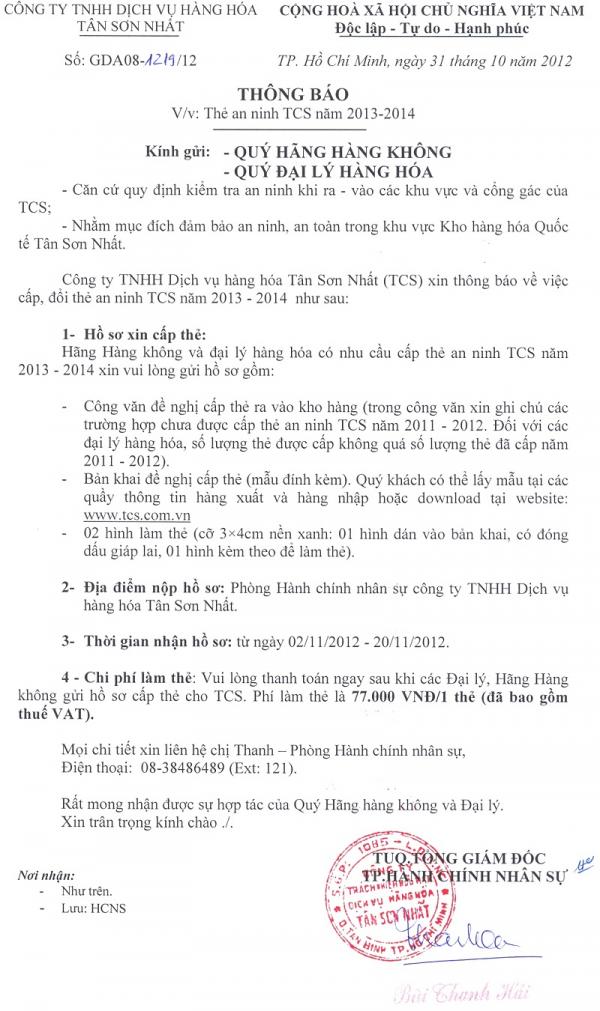 CÔNG TY TNHH DỊCH VỤ HÀNG HÓA
TÂN SƠN NHẤT
CỘNG HOÀ XÃ HỘI CHỦ NGHĨA VIỆT NAM
Độc lập - Tự do - Hạnh phúc
Số: GDA08-1219/12
TP. Hồ Chí Minh, ngày 31 tháng 10 năm 2012
THÔNG BÁO
V/v: Thẻ an ninh TCS năm 2013-2014
Kính gửi: - QUÝ HÃNG HÀNG KHÔNG
- QUÝ ĐẠI LÝ HÀNG HÓA
- Căn cứ quy định kiểm tra an ninh khi ra - vào các khu vực và cổng gác của
TCS;
- Nhằm mục đích đảm bảo an ninh, an toàn trong khu vực Kho hàng hóa Quốc
tế Tân Sơn Nhất.
Công ty TNHH Dịch vụ hàng hóa Tân Sơn Nhất (TCS) xin thông báo về việc
cấp, đổi thẻ an ninh TCS năm 2013 - 2014 như sau:
1- Hồ sơ xin cấp thẻ:
Hãng Hàng không và đại lý hàng hóa có nhu cầu cấp thẻ an ninh TCS năm
2013 - 2014 xin vui lòng gửi hồ sơ gồm:
- Công văn đề nghị cấp thẻ ra vào kho hàng (trong công văn xin ghi chú các
trường hợp chưa được cấp thẻ an ninh TCS năm 2011 - 2012. Đối với các
đại lý hàng hóa, số lượng thẻ được cấp không quá số lượng thẻ đã cấp năm
2011 - 2012).
- Bản khai đề nghị cấp thẻ (mẫu đính kèm). Quý khách có thể lấy mẫu tại các
quầy thông tin hàng xuất và hàng nhập hoặc download tại website:
www.tcs.com.vn
- 02 hình làm thẻ (cỡ 3×4cm nền xanh: 01 hình dán vào bản khai, có đóng
dấu giáp lai, 01 hình kèm theo để làm thẻ).
2- Địa điểm nộp hồ sơ: Phòng Hành chính nhân sự công ty TNHH Dịch vụ
hàng hóa Tân Sơn Nhất.
3- Thời gian nhận hồ sơ: từ ngày 02/11/2012 - 20/11/2012.
4 - Chi phí làm thẻ: Vui lòng thanh toán ngay sau khi các Đại lý, Hãng Hàng
không gửi hồ sơ cấp thẻ cho TCS. Phí làm thẻ là 77.000 VNĐ/1 thẻ (đã bao gồm
thuế VAT).
Mọi chi tiết xin liên hệ chị Thanh – Phòng Hành chính nhân sự,
Điện thoại: 08-38486489 (Ext: 121).
Rất mong nhận được sự hợp tác của Quý Hãng hàng không và Đại lý.
Xin trân trọng kính chào ./.
TUQ.TỔNG GIÁM ĐỐC
TP.HÀNH CHÍNH NHÂN SỰ
Nơi nhận:
- Như trên.
- Lưu: HCNS
CÔNG TY
DỊCH VỤ HÀNG HÓA
TÂN SƠN NHẤT
Q.TÂN BÌNH TP.HỒ CHÍ MINH
Bùi Thanh Hải